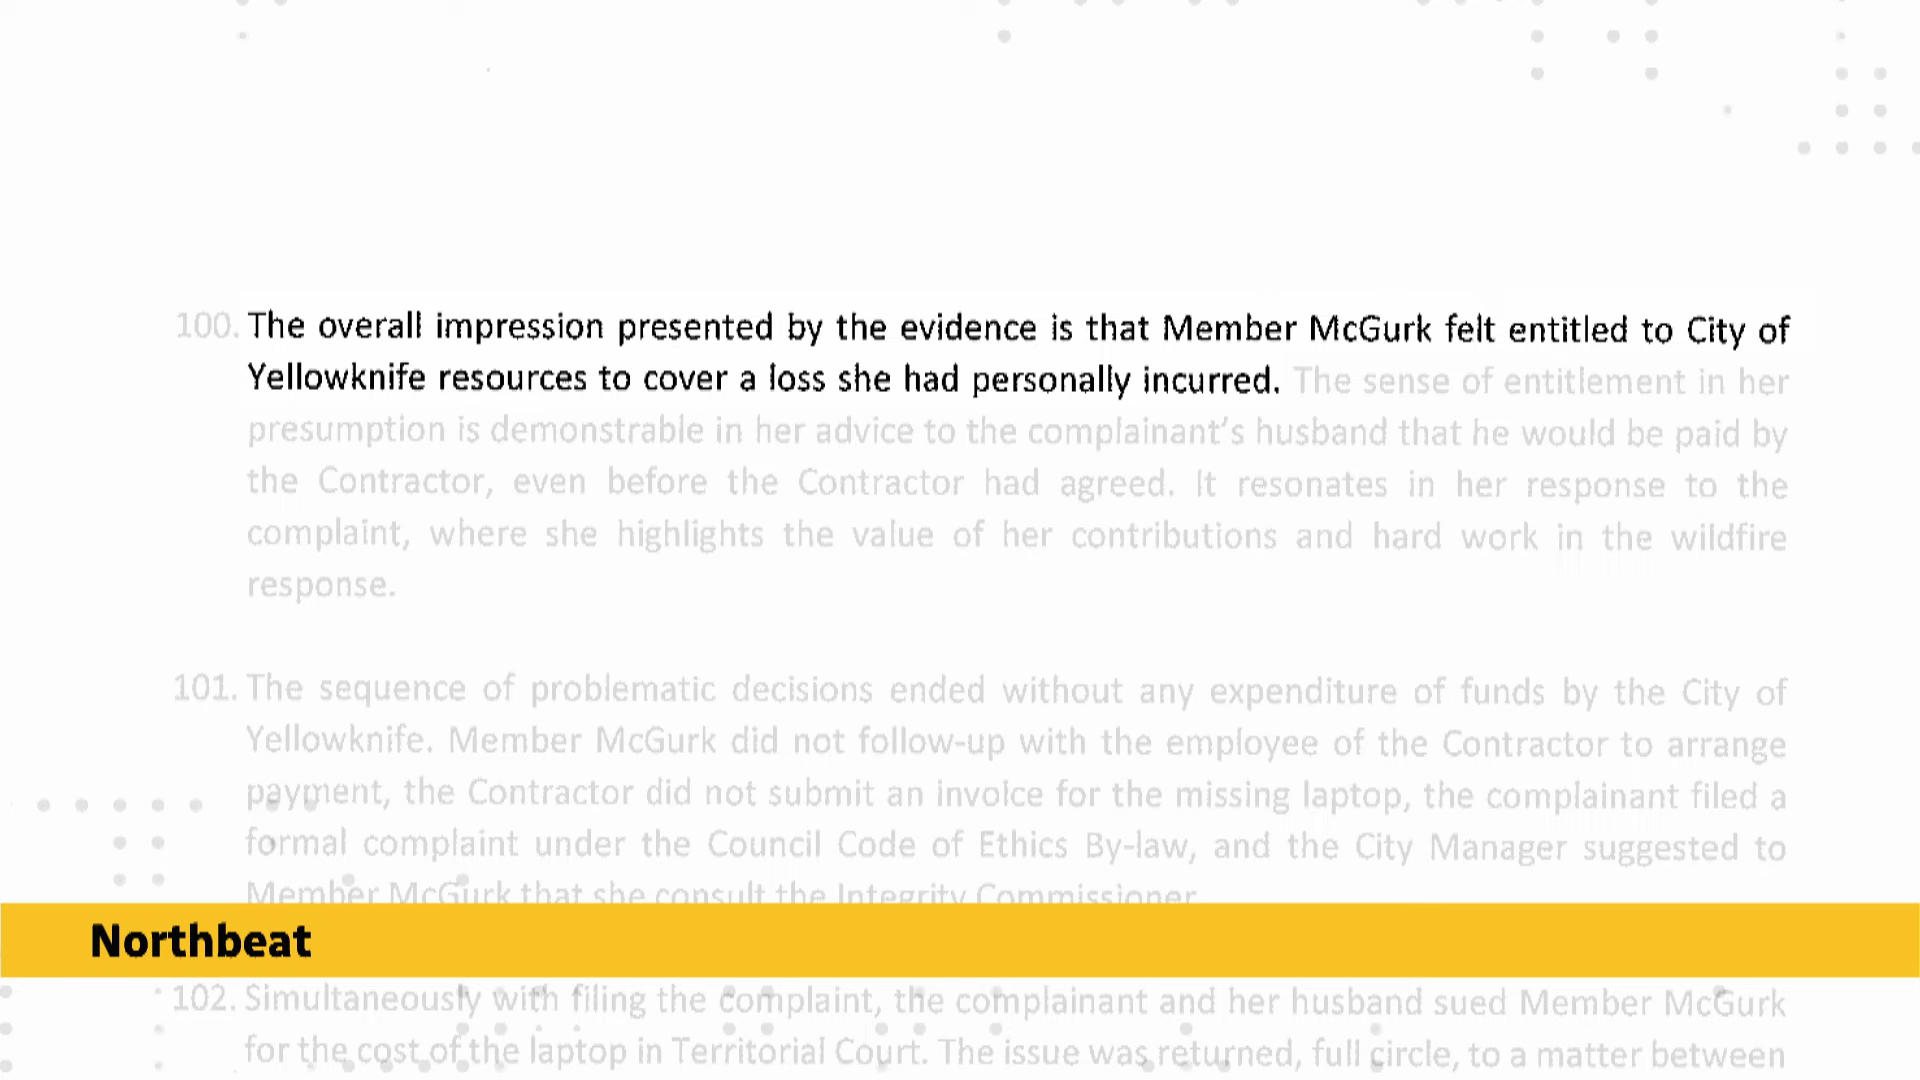 100. The overall impression presented by the evidence is that Member McGurk felt entitled to City of
Yellowknife resources to cover a loss she had personally incurred. The sense of entitlement in her
presumption is demonstrable in her advice to the complainant's husband that he would be paid by
the Contractor, even before the Contractor had agreed. It resonates in her response to the
complaint, where she highlights the value of her contributions and hard work in the wildfire
response.
101. The sequence of problematic decisions ended without any expenditure of funds by the City of
Yellowknife. Member McGurk did not follow-up with the employee of the Contractor to arrange
payment, the Contractor did not submit an invoice for the missing laptop, the complainant filed a
formal complaint under the Council Code of Ethics By-law, and the City Manager suggested to
Member McGurk that she consult the Integrity Commissioner.
Northbeat
102. Simultaneously with filing the complaint, the complainant and her husband sued Member McGurk
for the cost of the laptop in Territorial Court. The issue was returned, full circle, to a matter between